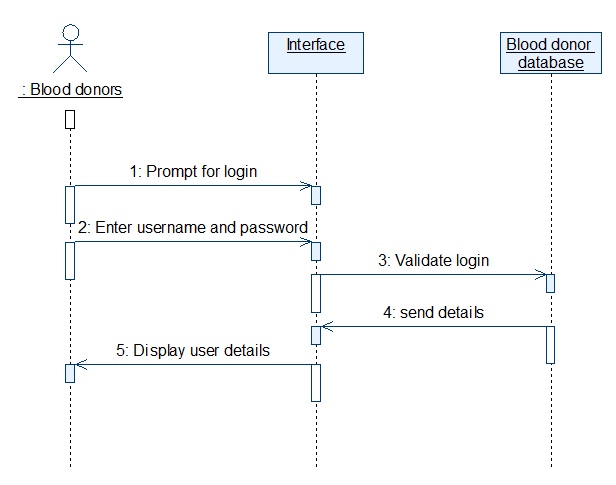 Interface
Blood donor
database
: Blood donors
1: Prompt for login
2: Enter username and password
3: Validate login
4: send details
5: Display user details